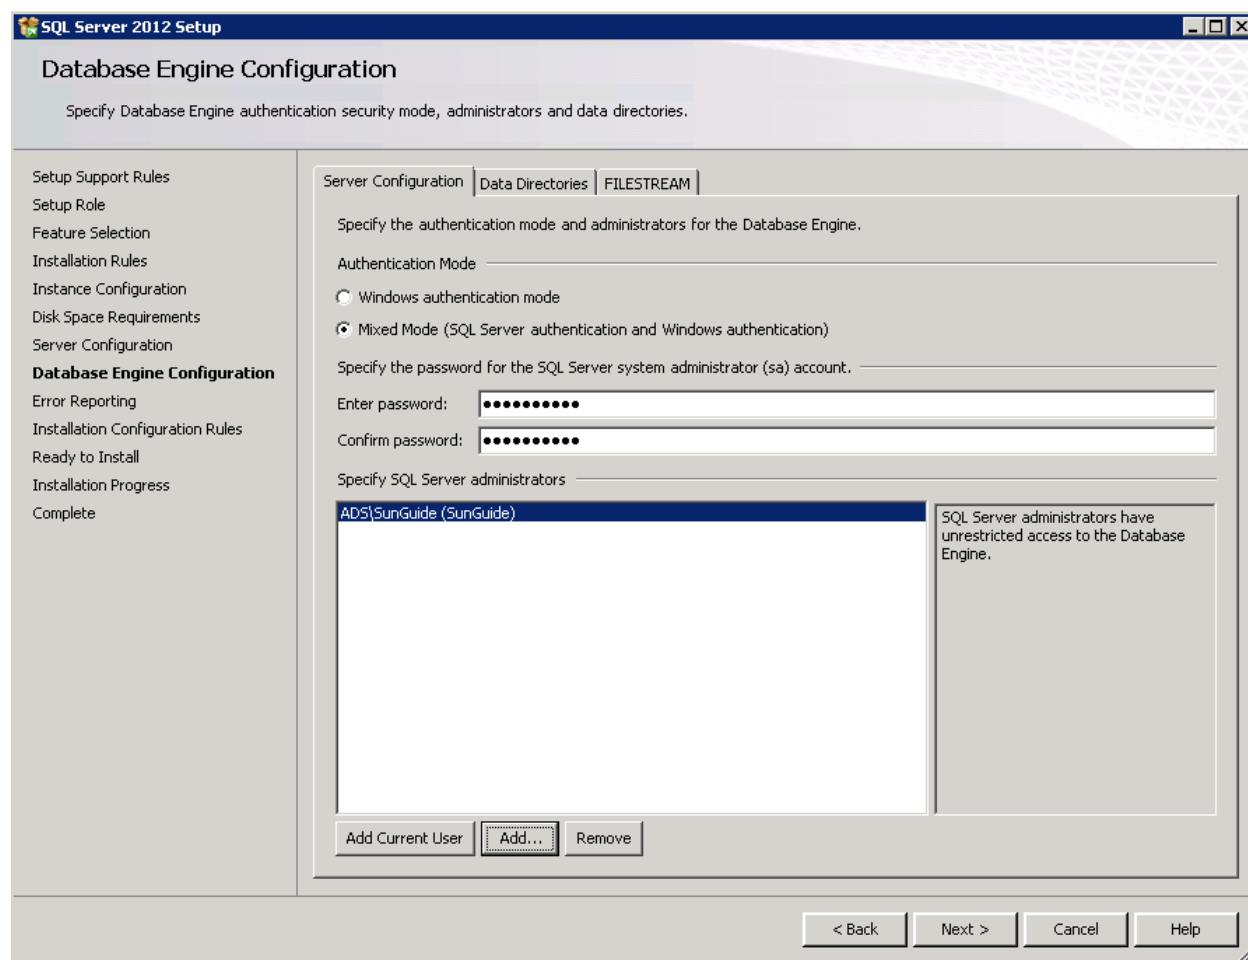 SQL Server 2012 Setup
Database Engine Configuration
Specify Database Engine authentication security mode, administrators and data directories.
Setup Support Rules
Setup Role
Feature Selection
Installation Rules
Instance Configuration
Disk Space Requirements
Server Configuration
Database Engine Configuration
Error Reporting
Installation Configuration Rules
Ready to Install
Installation Progress
Complete
Server Configuration Data Directories FILESTREAM
Specify the authentication mode and administrators for the Database Engine.
Authentication Mode
Windows authentication mode
Mixed Mode (SQL Server authentication and Windows authentication)
Specify the password for the SQL Server system administrator (sa) account.
Enter password: ●●●●●●●●●●
Confirm password: ●●●●●●●●●●
Specify SQL Server administrators
ADS\SunGuide (SunGuide)
SQL Server administrators have
unrestricted access to the Database
Engine.
Add Current User Add... Remove
< Back Next > Cancel Help